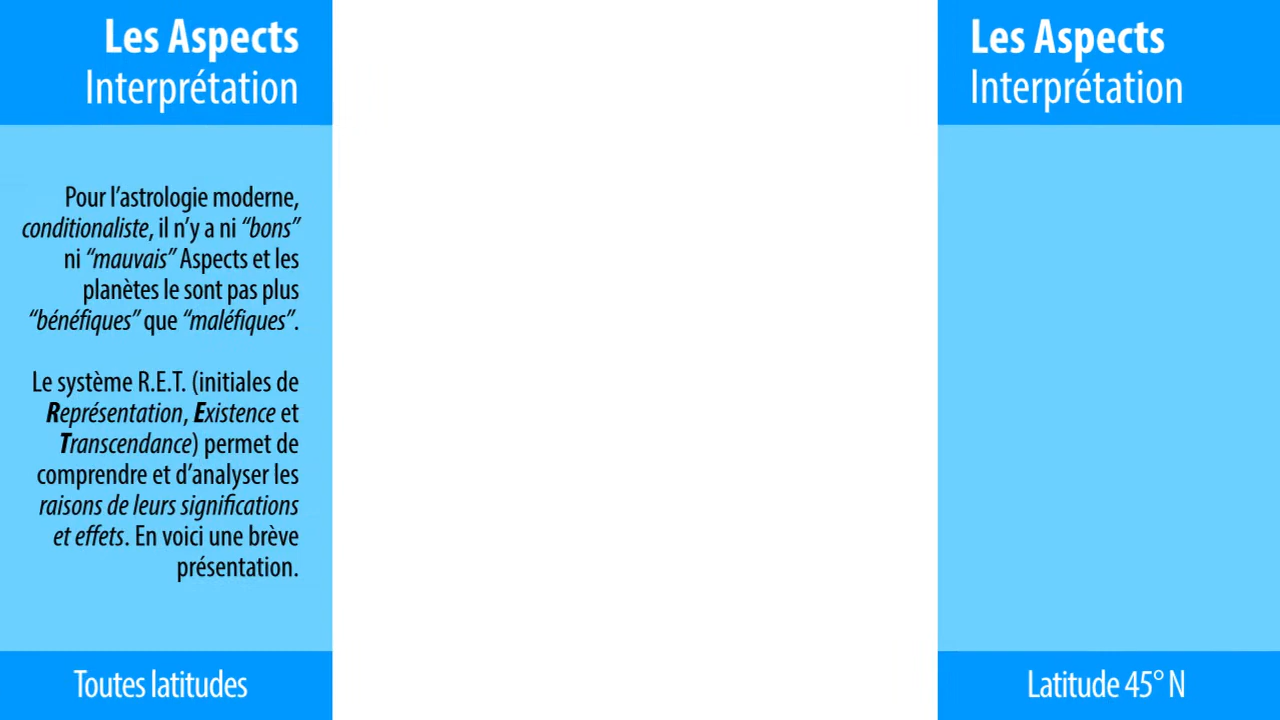 Les Aspects
Interprétation
Pour l’astrologie moderne,
conditionaliste, il n’y a ni “bons”
ni “mauvais” Aspects et les
planètes le sont pas plus
“bénéfiques” que “maléfiques”.
Le système R.E.T. (initiales de
Représentation, Existence et
Transcendance) permet de
comprendre et d’analyser les
raisons de leurs significations
et effets. En voici une brève
présentation.
Toutes latitudes
Les Aspects
Interprétation
Latitude 45° N